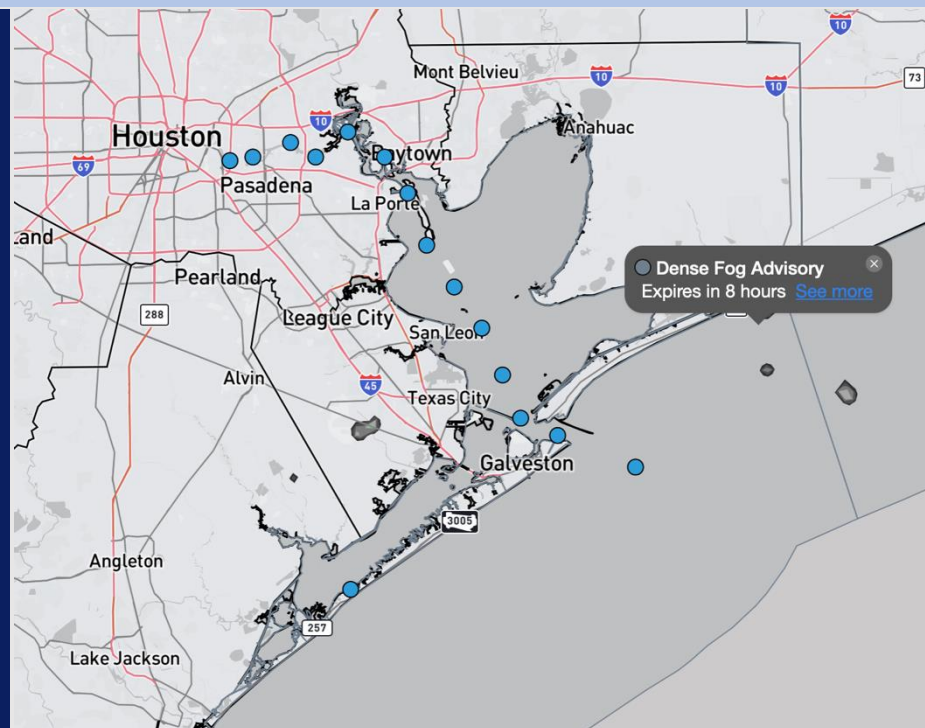 10
Mont Belvieu
10
73
10
Houston
10
Anahuac
Baytown
69
Pasadena
La Porte
Land
Pearland
Dense Fog Advisory
Expires in 8 hours See more
288
League City
San Leon
Alvin
45
Texas City
Galveston
3005
Angleton
257
Lake Jackson